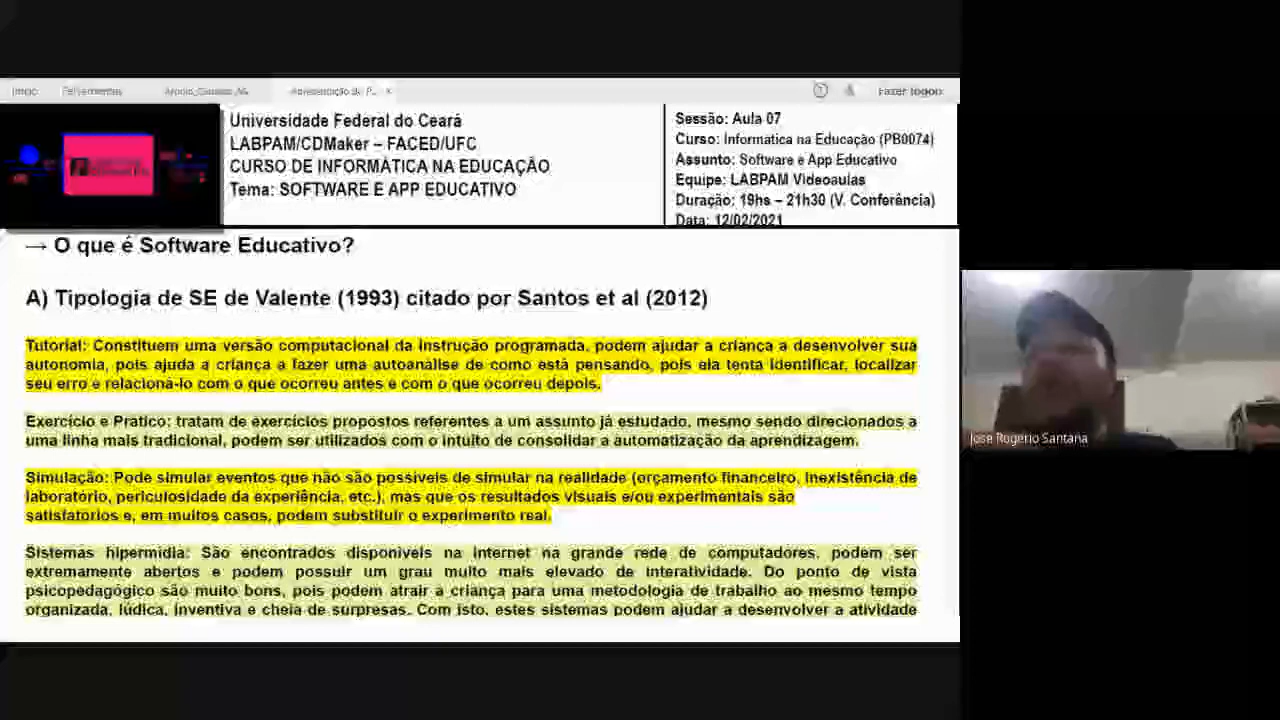 Início Ferramentas Apresentação de P... × Fazer logon
Universidade Federal do Ceará
LABPAM/CDMaker – FACED/UFC
CURSO DE INFORMÁTICA NA EDUCAÇÃO
Tema: SOFTWARE E APP EDUCATIVO
Sessão: Aula 07
Curso: Informática na Educação (PB0074)
Assunto: Software e App Educativo
Equipe: LABPAM Videoaulas
Duração: 19hs – 21h30 (V. Conferência)
Data: 12/02/2021
→ O que é Software Educativo?
A) Tipologia de SE de Valente (1993) citado por Santos et al (2012)
Tutorial: Constituem uma versão computacional da instrução programada, podem ajudar a criança a desenvolver sua
autonomia, pois ajuda a criança a fazer uma autoanálise de como está pensando, pois ela tenta identificar, localizar
seu erro e relacioná-lo com o que ocorreu antes e com o que ocorreu depois.
Exercício e Pratico: tratam de exercícios propostos referentes a um assunto já estudado, mesmo sendo direcionados a
uma linha mais tradicional, podem ser utilizados com o intuito de consolidar a automatização da aprendizagem.
Simulação: Pode simular eventos que não são possíveis de simular na realidade (orçamento financeiro, inexistência de
laboratório, periculosidade da experiência, etc.), mas que os resultados visuais e/ou experimentais são
satisfatórios e, em muitos casos, podem substituir o experimento real.
Sistemas hipermídia: São encontrados disponíveis na internet na grande rede de computadores, podem ser
extremamente abertos e podem possuir um grau muito mais elevado de interatividade. Do ponto de vista
psicopedagógico são muito bons, pois podem atrair a criança para uma metodologia de trabalho ao mesmo tempo
organizada, lúdica, inventiva e cheia de surpresas. Com isto, estes sistemas podem ajudar a desenvolver a atividade
Jose Rogerio Santana